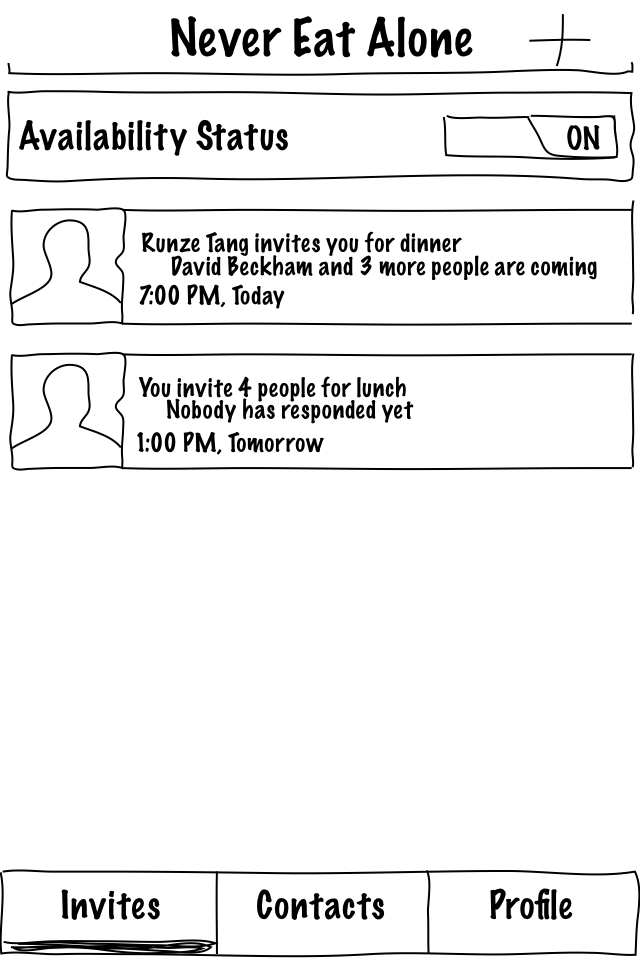 Never Eat Alone
Availability Status
ON
Runze Tang invites you for dinner
David Beckham and 3 more people are coming
7:00 PM, Today
You invite 4 people for lunch
Nobody has responded yet
1:00 PM, Tomorrow
Invites
Contacts
Profile